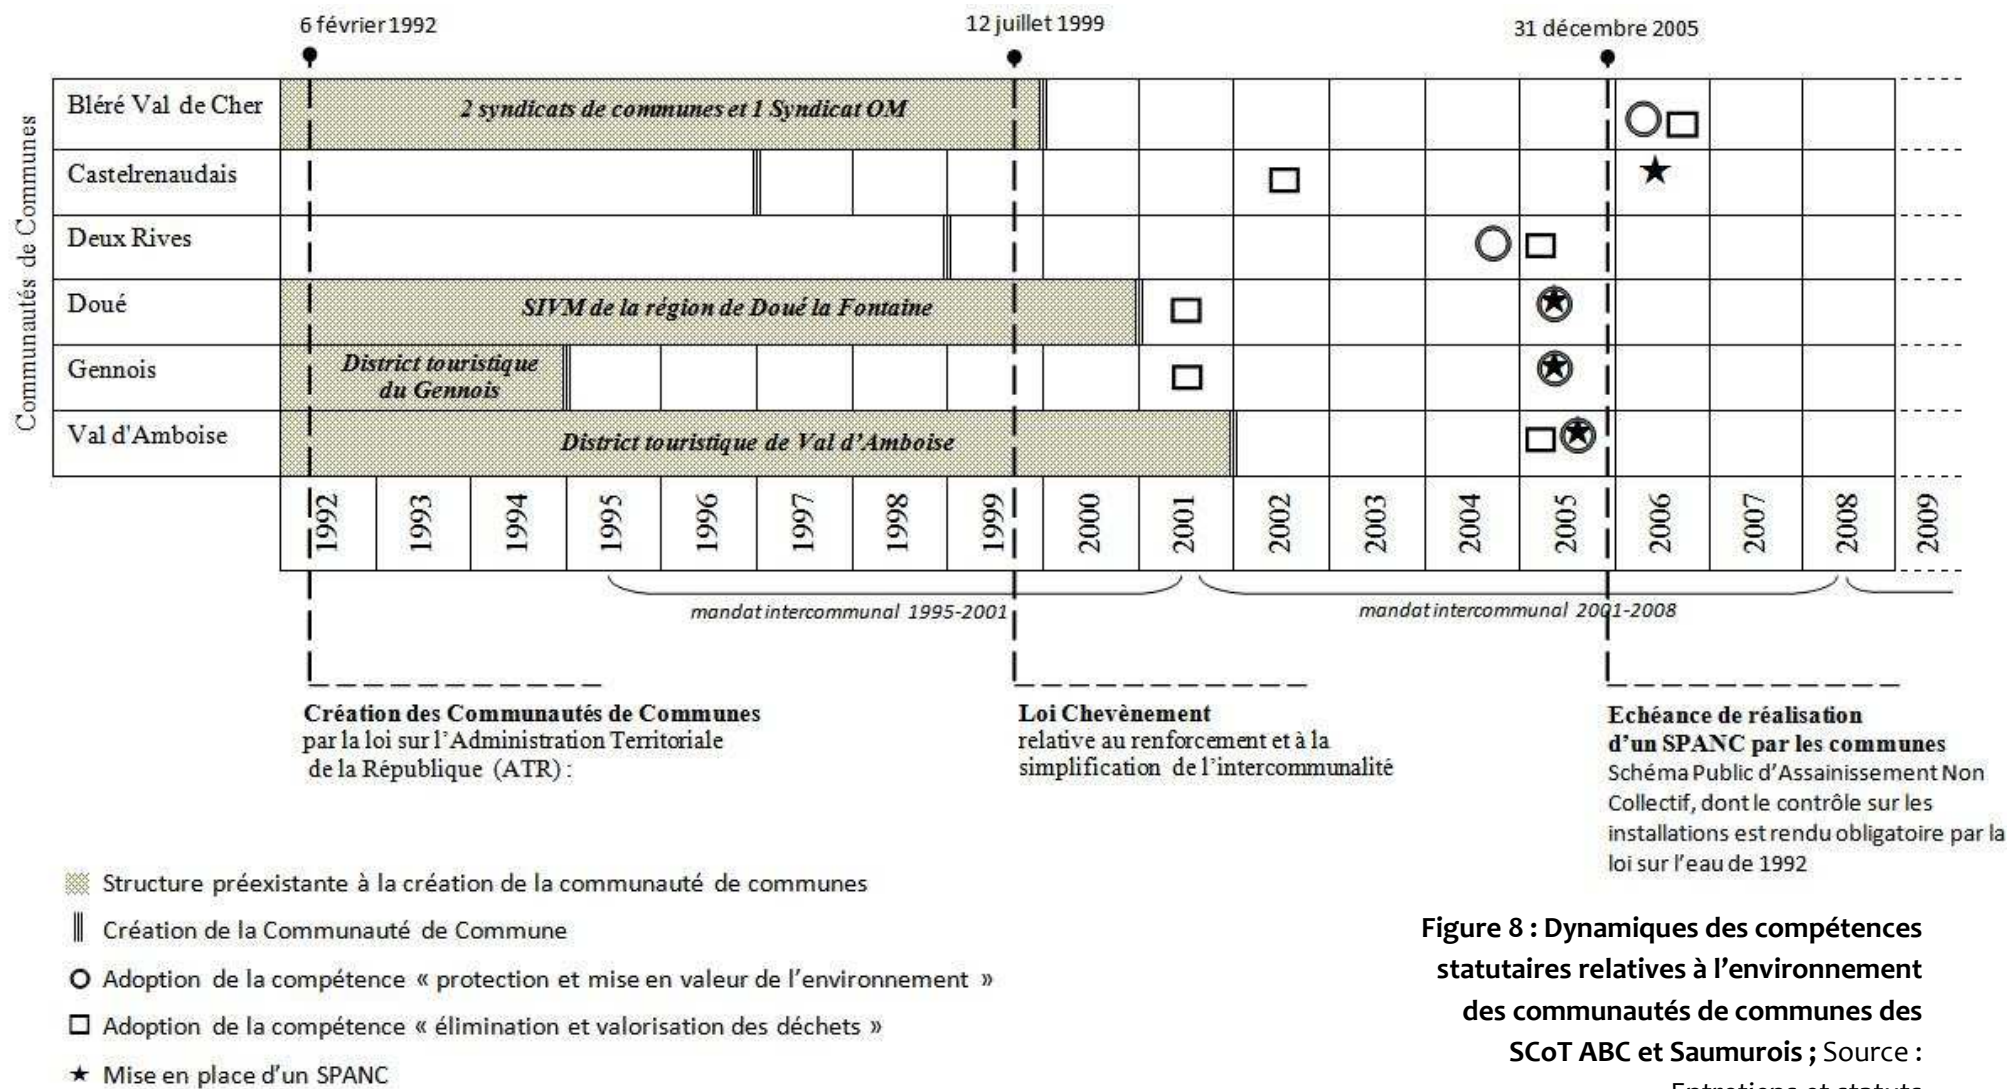 6 février 1992
12 juillet 1999
31 décembre 2005
Communautés de Communes
Bléré Val de Cher
2 syndicats de communes et 1 Syndicat OM
Castelrenaudais
Deux Rives
Doué
SIVM de la région de Doué la Fontaine
Gennois
District touristique
du Gennois
Val d'Amboise
District touristique de Val d'Amboise
1992 1993 1994 1995 1996 1997 1998 1999 2000 2001 2002 2003 2004 2005 2006 2007 2008 2009
mandat intercommunal 1995-2001
mandat intercommunal 2001-2008
Création des Communautés de Communes
par la loi sur l'Administration Territoriale
de la République (ATR) :
Loi Chevènement
relative au renforcement et à la
simplification de l'intercommunalité
Echéance de réalisation
d'un SPANC par les communes
Schéma Public d'Assainissement Non
Collectif, dont le contrôle sur les
installations est rendu obligatoire par la
loi sur l'eau de 1992
Structure préexistante à la création de la communauté de communes
Création de la Communauté de Commune
Adoption de la compétence « protection et mise en valeur de l'environnement »
Adoption de la compétence « élimination et valorisation des déchets »
Mise en place d'un SPANC
Figure 8 : Dynamiques des compétences
statutaires relatives à l'environnement
des communautés de communes des
SCoT ABC et Saumurois ; Source :
Entretiens et statuts